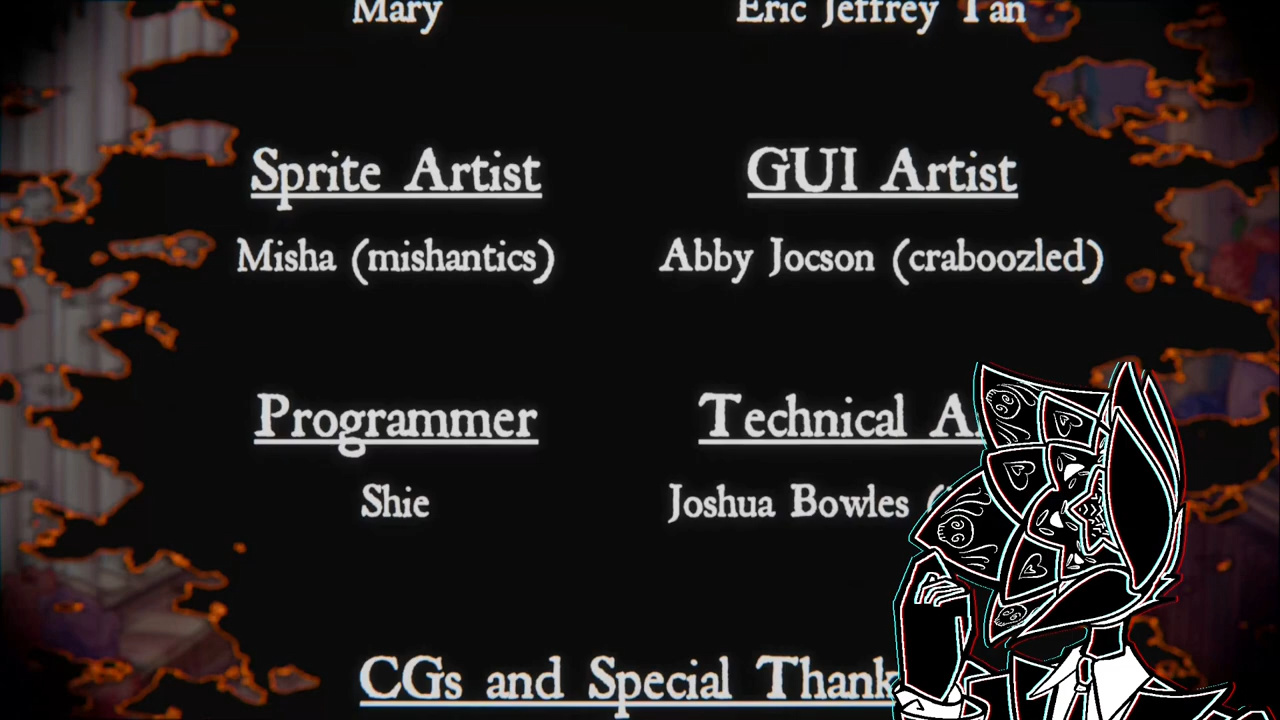 Mary
Eric Jeffrey Tan
Sprite Artist
GUI Artist
Misha (mishantics)
Abby Jocson (craboozled)
Programmer
Technical
Shie
Joshua Bowles
CGs and Special